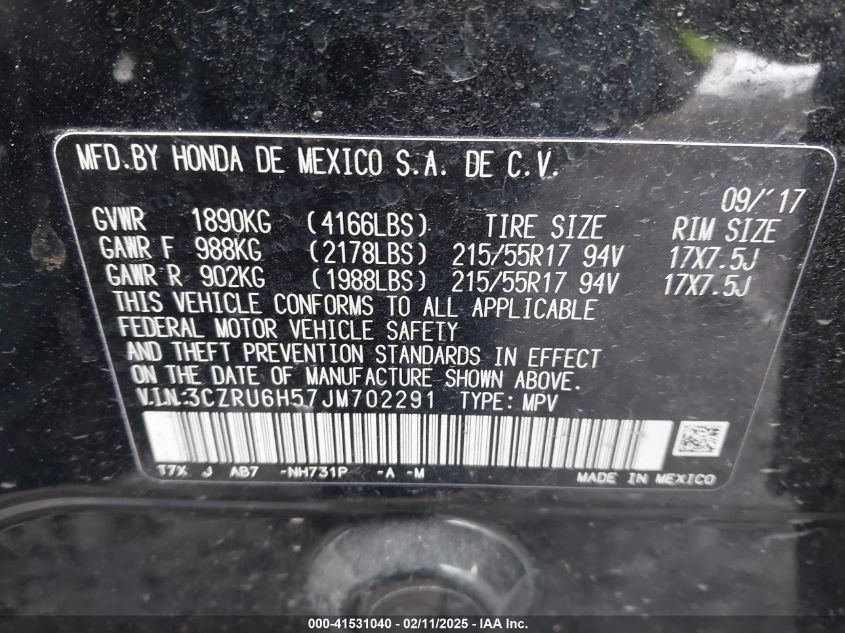 MFD.BY HONDA DE MEXICO S.A. DE C.V.
09/'17
GVWR 1890KG (4166LBS) TIRE SIZE RIM SIZE
GAWR F 988KG (2178LBS) 215/55R17 94V 17X7.5J
GAWR R 902KG (1988LBS) 215/55R17 94V 17X7.5J
THIS VEHICLE CONFORMS TO ALL APPLICABLE
FEDERAL MOTOR VEHICLE SAFETY
AND THEFT PREVENTION STANDARDS IN EFFECT
ON THE DATE OF MANUFACTURE SHOWN ABOVE.
V.I.N:3CZRU6H57JM702291 TYPE: MPV
T7X J AB7 -NH731P -A -M
MADE IN MEXICO
000-41531040 - 02/11/2025 - IAA Inc.